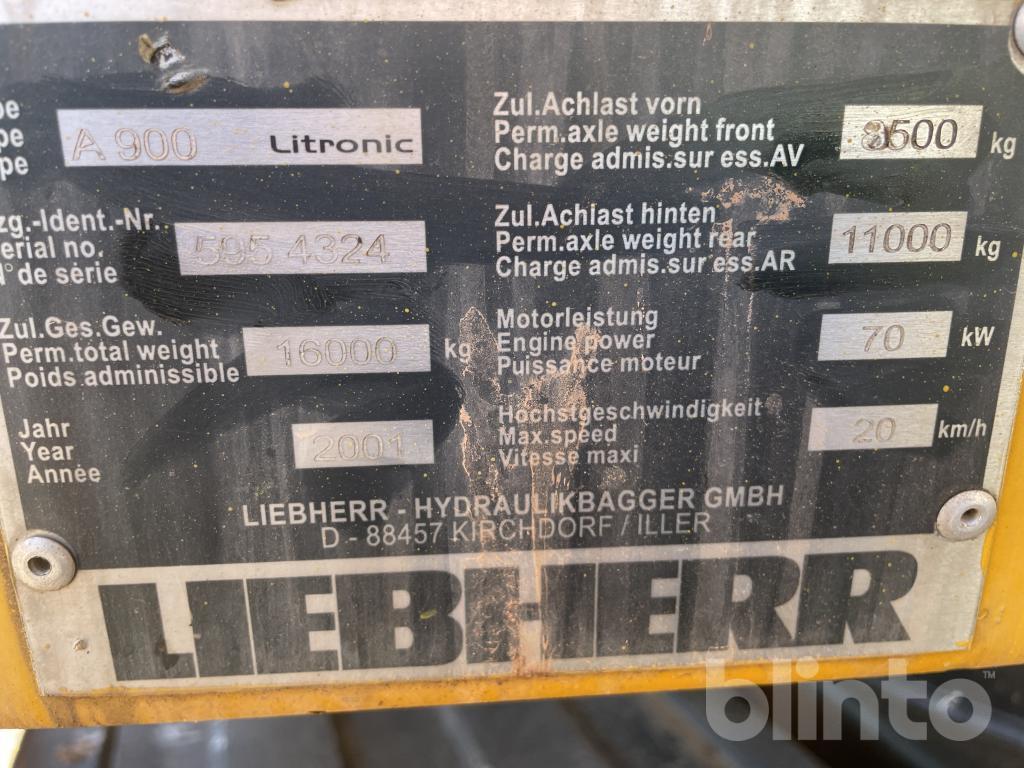 pe
pe
pe
A 900 Litronic
zg.-Ident.-Nr.
erial no.
N° de série
595 4324
Zul.Ges.Gew.
Perm.total weight
Poids adminissible
16000 kg
Jahr
Year
Année
2001
Zul.Achlast vorn
Perm.axle weight front
Charge admis.sur ess.AV
8500 kg
Zul.Achlast hinten
Perm.axle weight rear
Charge admis.sur ess.AR
11000 kg
Motorleistung
Engine power
Puissance moteur
70 kW
Höchstgeschwindigkeit
Max.speed
Vitesse maxi
20 km/h
LIEBHERR - HYDRAULIKBAGGER GMBH
D - 88457 KIRCHDORF / ILLER
LIEBHERR
blinto™